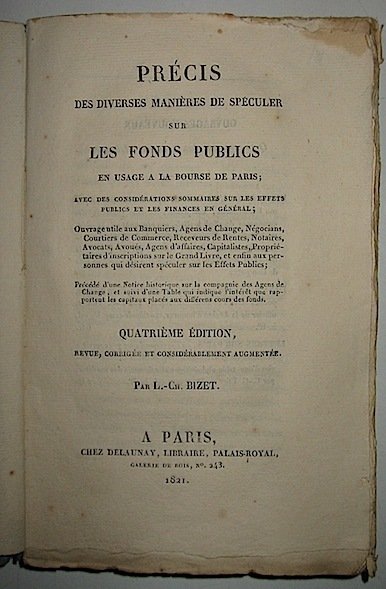 PRÉCIS
DES DIVERSES MANIÈRES DE SPÉCULER
SUR
LES FONDS PUBLICS
EN USAGE A LA BOURSE DE PARIS;
AVEC DES CONSIDÉRATIONS SOMMAIRES SUR LES EFFETS
PUBLICS ET LES FINANCES EN GÉNÉRAL;
Ouvrage utile aux Banquiers, Agens de Change, Négocians,
Courtiers de Commerce, Receveurs de Rentes, Notaires,
Avocats, Avoués, Agens d'affaires, Capitalistes, Proprié-
taires d'inscriptions sur le Grand Livre, et enfin aux per-
sonnes qui désirent spéculer sur les Effets Publics;
Précédé d'une Notice historique sur la compagnie des Agens de
Change, et suivi d'une Table qui indique l'intérêt que rap-
portent les capitaux placés aux différens cours des fonds.
QUATRIÈME ÉDITION,
REVUE, CORRIGÉE ET CONSIDÉRABLEMENT AUGMENTÉE.
PAR L.-CH. BIZET.
A PARIS,
CHEZ DELAUNAY, LIBRAIRE, PALAIS-ROYAL,
GALERIE DE BOIS, Nº. 243.
1821.